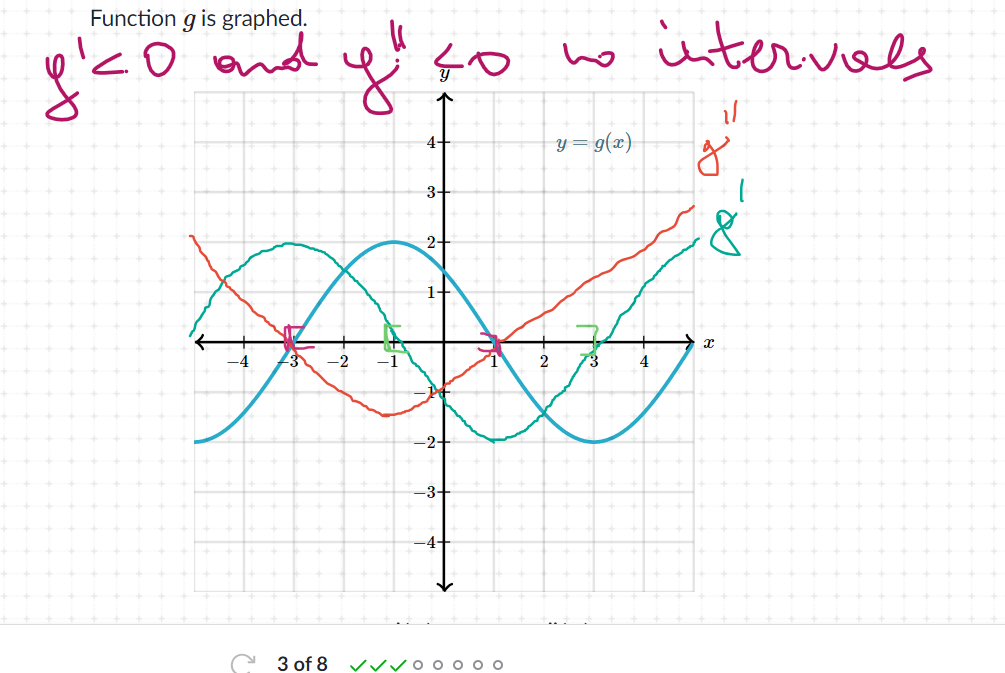 Function g is graphed.
g' < 0 and g'' < 0 no intervals
y
g''
4
y = g(x)
3
g'
2
1
x
−4 −3 −2 −1 1 2 3 4
−1
−2
−3
−4
3 of 8